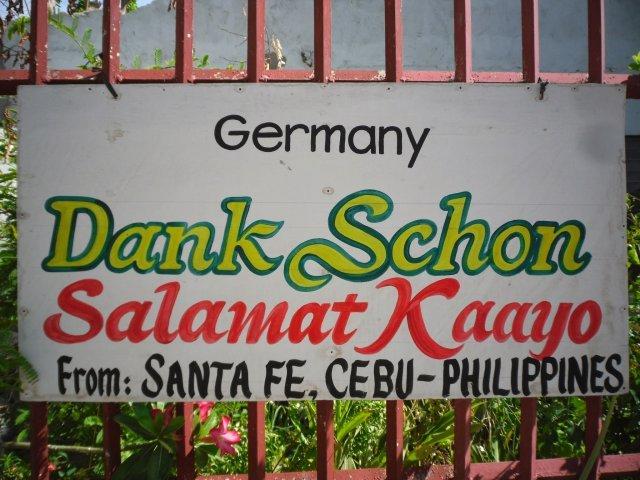 Germany
Dank Schon
Salamat Kaayo
From: SANTA FE, CEBU-PHILIPPINES